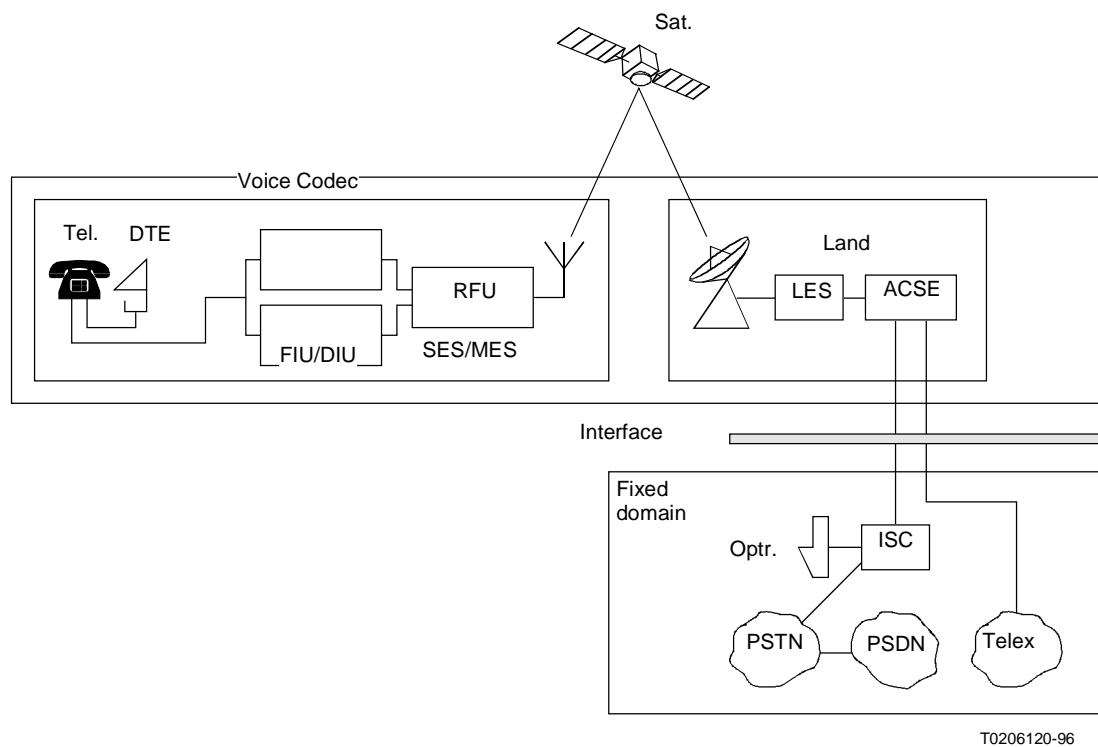 Sat.
Voice Codec
Tel.
DTE
Land
RFU
LES
ACSE
FIU/DIU
SES/MES
Interface
Fixed
domain
Optr.
ISC
PSTN
PSDN
Telex
T0206120-96